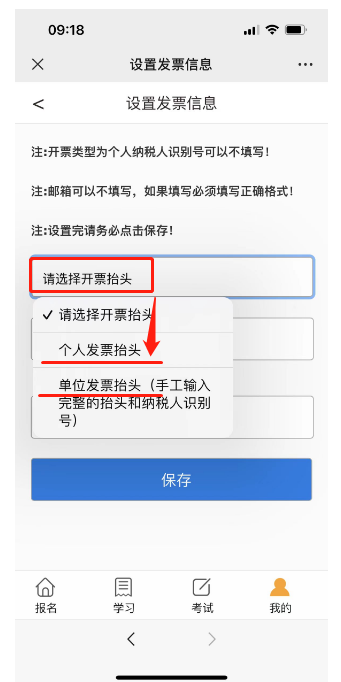 09:18
设置发票信息
设置发票信息
注:开票类型为个人纳税人识别号可以不填写！
注:邮箱可以不填写，如果填写必须填写正确格式！
注:设置完请务必点击保存！
请选择开票抬头
请选择开票抬头
个人发票抬头
单位发票抬头（手工输入
完整的抬头和纳税人识别
号）
保存
报名
学习
考试
我的